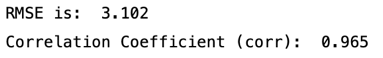 RMSE is:  3.102
Correlation Coefficient (corr):  0.965